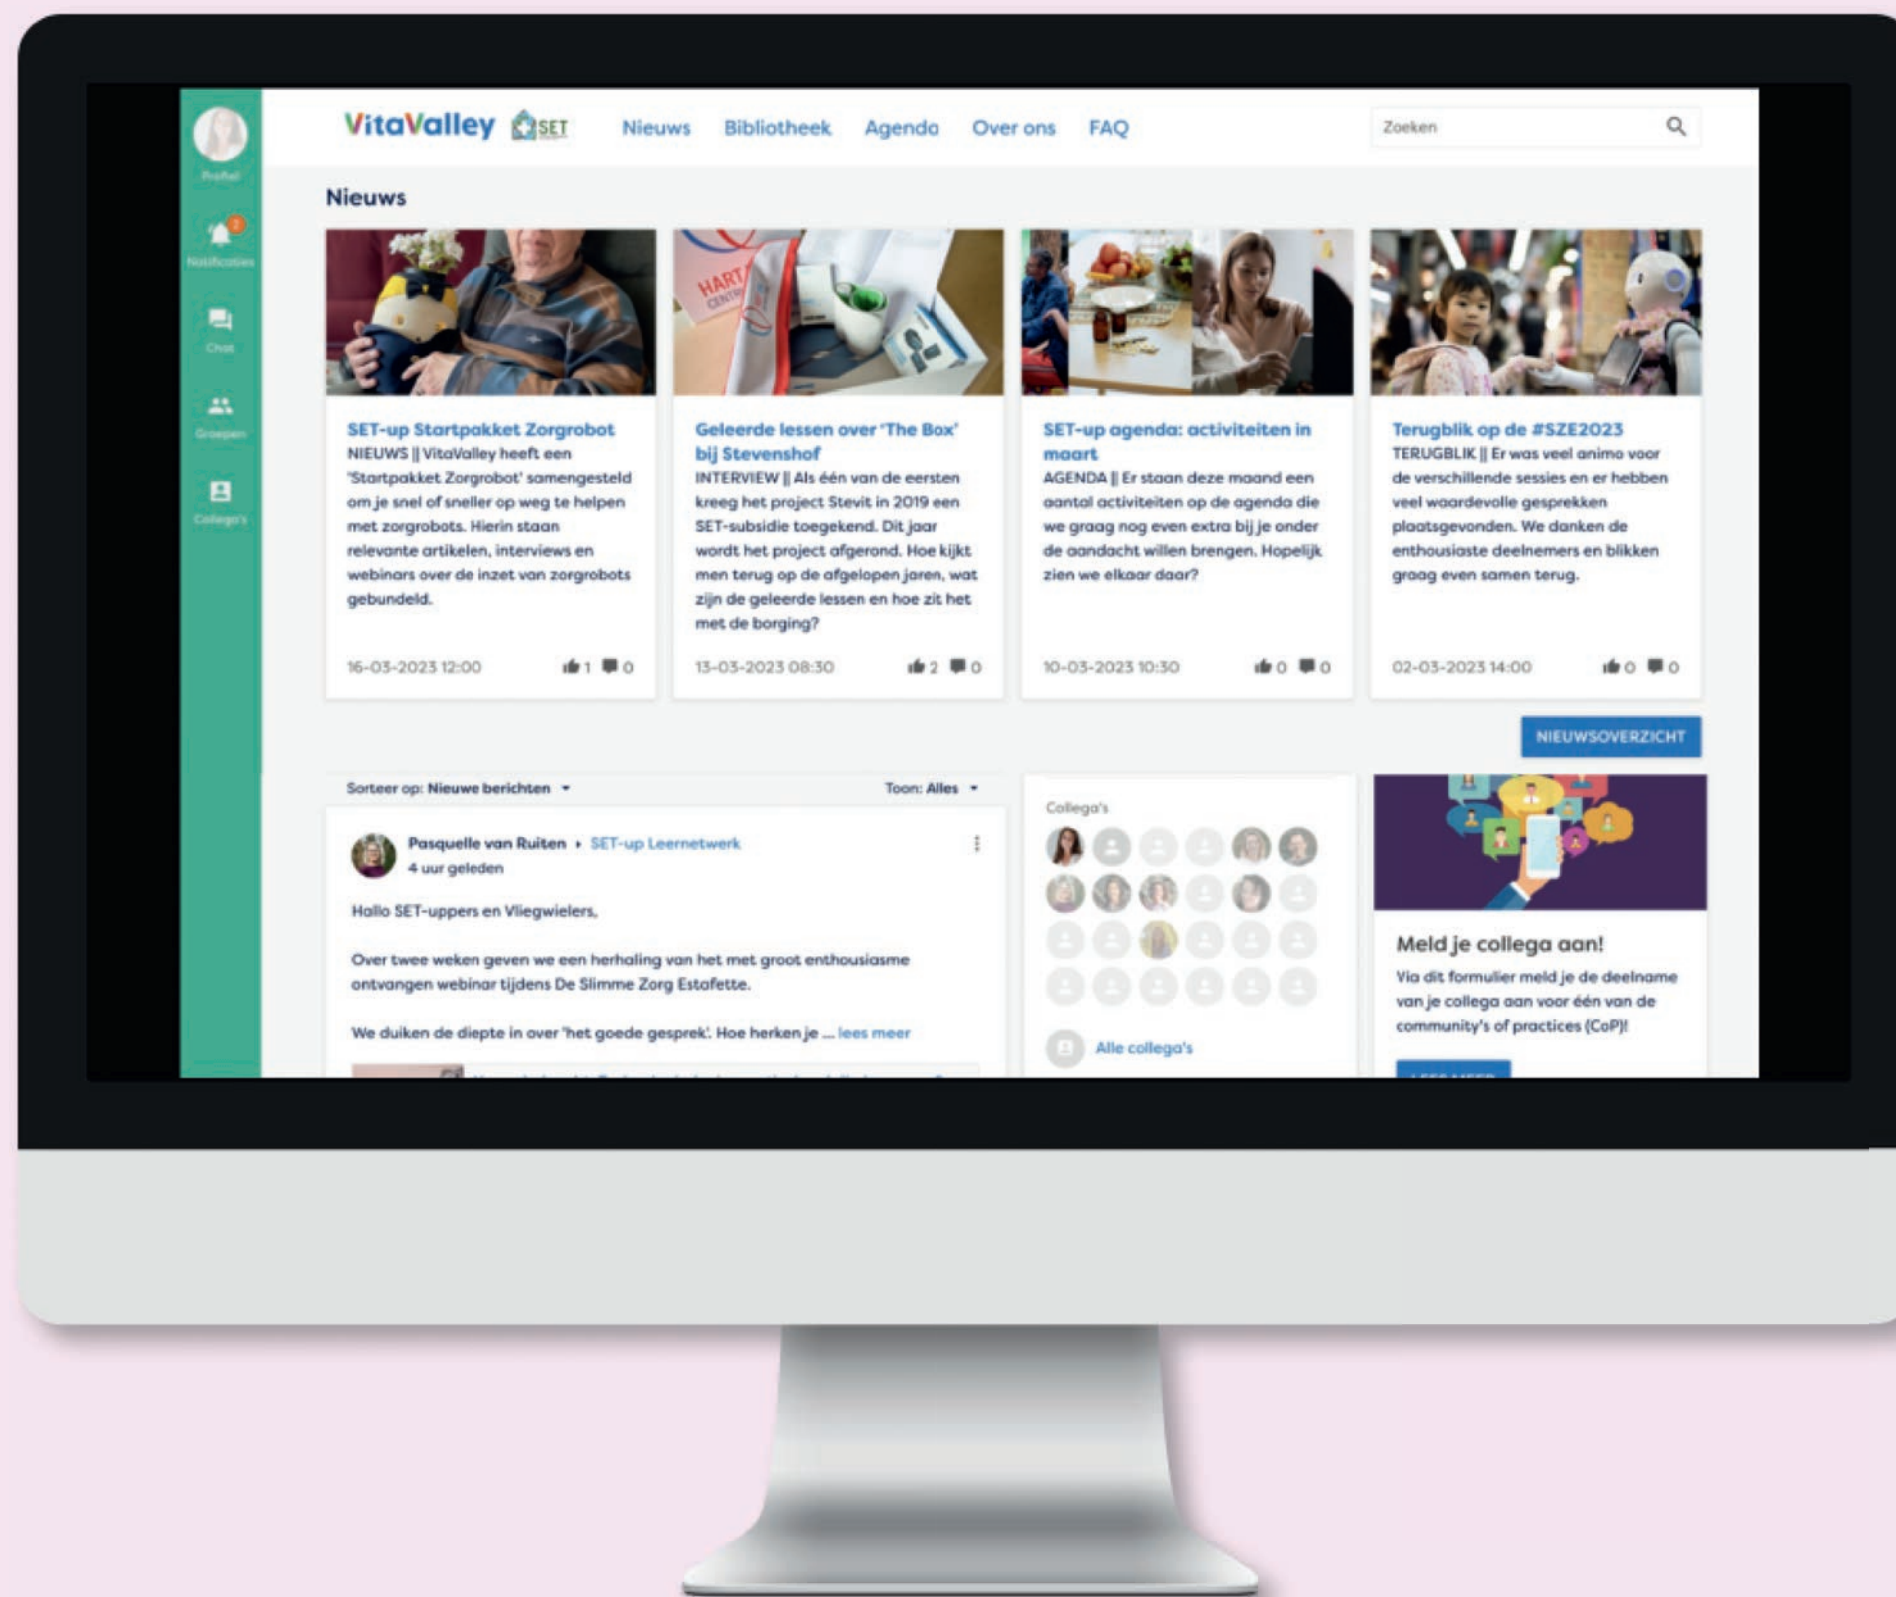 VitaValley SET Nieuws Bibliotheek Agenda Over ons FAQ
Zoeken
Profiel
2
Notificaties
Chat
Groepen
Collega's
Nieuws
HART
CENTR
SET-up Startpakket Zorgrobot
NIEUWS || VitaValley heeft een
'Startpakket Zorgrobot' samengesteld
om je snel of sneller op weg te helpen
met zorgrobots. Hierin staan
relevante artikelen, interviews en
webinars over de inzet van zorgrobots
gebundeld.
16-03-2023 12:00 1 0
Geleerde lessen over 'The Box'
bij Stevenshof
INTERVIEW || Als één van de eersten
kreeg het project Stevit in 2019 een
SET-subsidie toegekend. Dit jaar
wordt het project afgerond. Hoe kijkt
men terug op de afgelopen jaren, wat
zijn de geleerde lessen en hoe zit het
met de borging?
13-03-2023 08:30 2 0
SET-up agenda: activiteiten in
maart
AGENDA || Er staan deze maand een
aantal activiteiten op de agenda die
we graag nog even extra bij je onder
de aandacht willen brengen. Hopelijk
zien we elkaar daar?
10-03-2023 10:30 0 0
Terugblik op de #SZE2023
TERUGBLIK || Er was veel animo voor
de verschillende sessies en er hebben
veel waardevolle gesprekken
plaatsgevonden. We danken de
enthousiaste deelnemers en blikken
graag even samen terug.
02-03-2023 14:00 0 0
NIEUWSOVERZICHT
Sorteer op: Nieuwe berichten Toon: Alles
Pasquelle van Ruiten SET-up Leernetwerk
4 uur geleden
Hallo SET-uppers en Vliegwielers,
Over twee weken geven we een herhaling van het met groot enthousiasme
ontvangen webinar tijdens De Slimme Zorg Estafette.
We duiken de diepte in over 'het goede gesprek'. Hoe herken je ... lees meer
Collega's
Alle collega's
Meld je collega aan!
Via dit formulier meld je de deelname
van je collega aan voor één van de
community's of practices (CoP)!
LEES MEER